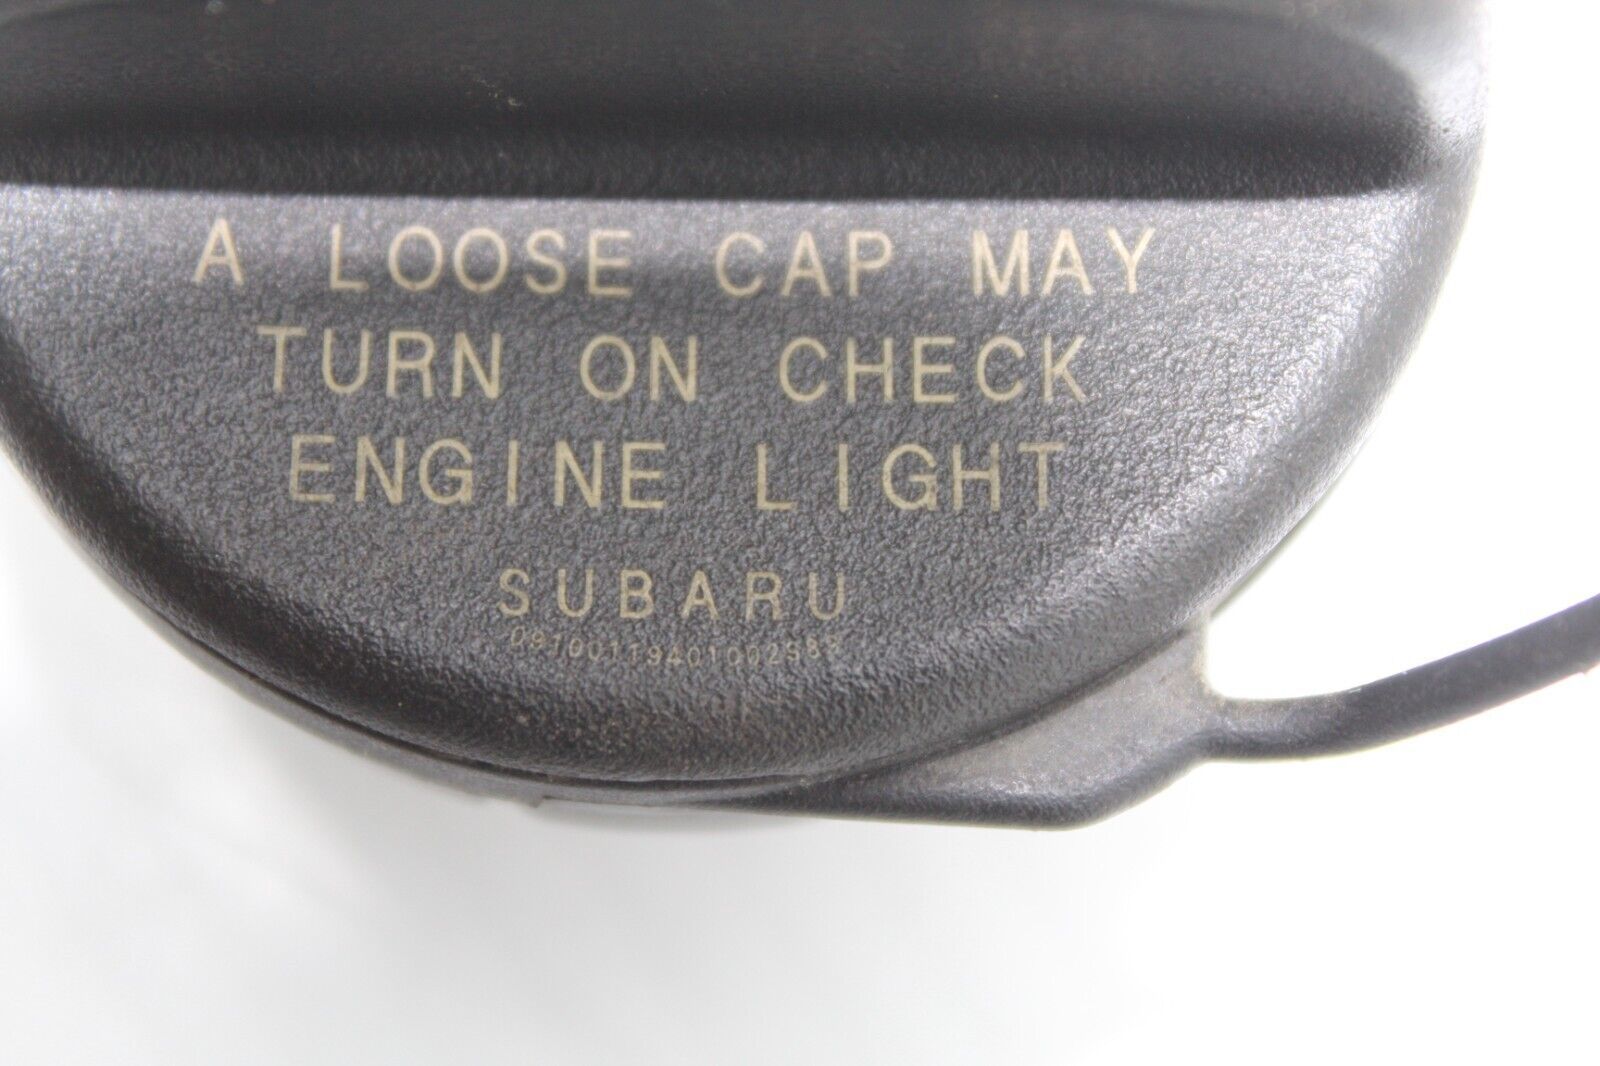 A LOOSE CAP MAY
TURN ON CHECK
ENGINE LIGHT
SUBARU